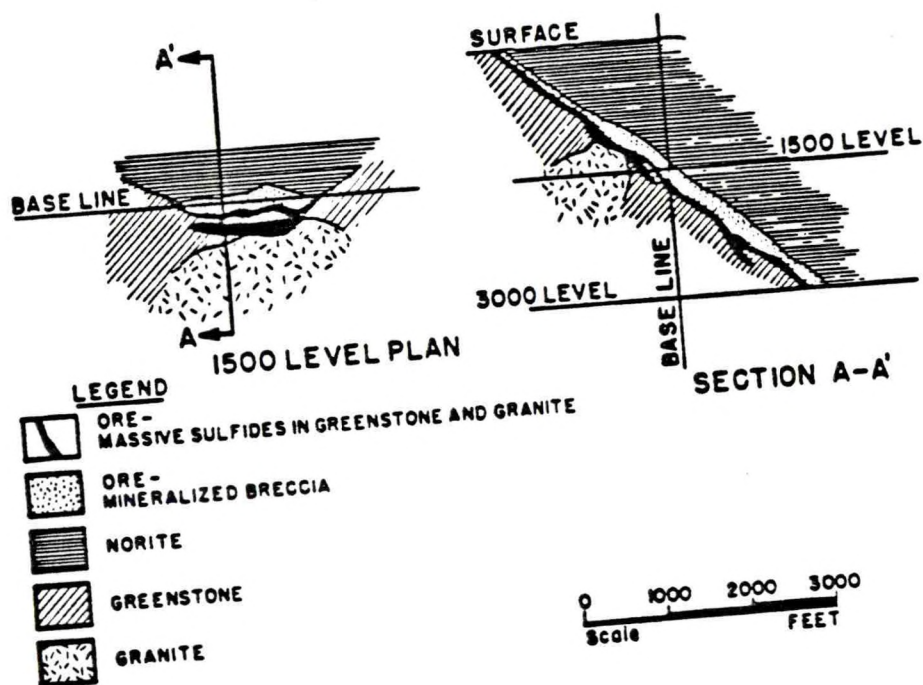 A'
BASE LINE
A
1500 LEVEL PLAN
SURFACE
1500 LEVEL
3000 LEVEL
BASE LINE
SECTION A-A'
LEGEND
ORE-
MASSIVE SULFIDES IN GREENSTONE AND GRANITE
ORE-
MINERALIZED BRECCIA
NORITE
GREENSTONE
GRANITE
0 1000 2000 3000
Scale FEET